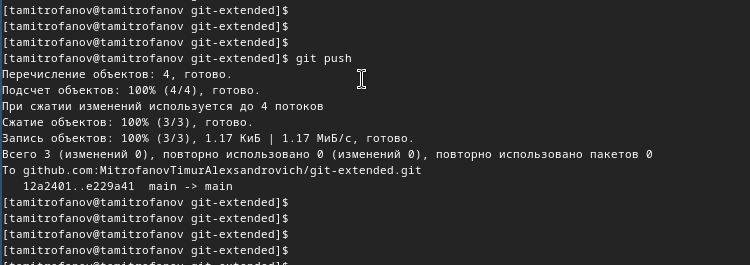 [tamitrofanov@tamitrofanov git-extended]$
[tamitrofanov@tamitrofanov git-extended]$
[tamitrofanov@tamitrofanov git-extended]$
[tamitrofanov@tamitrofanov git-extended]$ git push
Перечисление объектов: 4, готово.
Подсчет объектов: 100% (4/4), готово.
При сжатии изменений используется до 4 потоков
Сжатие объектов: 100% (3/3), готово.
Запись объектов: 100% (3/3), 1.17 КиБ | 1.17 МиБ/с, готово.
Всего 3 (изменений 0), повторно использовано 0 (изменений 0), повторно использовано пакетов 0
To github.com:MitrofanovTimurAlexsandrovich/git-extended.git
   12a2401..e229a41  main -> main
[tamitrofanov@tamitrofanov git-extended]$
[tamitrofanov@tamitrofanov git-extended]$
[tamitrofanov@tamitrofanov git-extended]$
[tamitrofanov@tamitrofanov git-extended]$